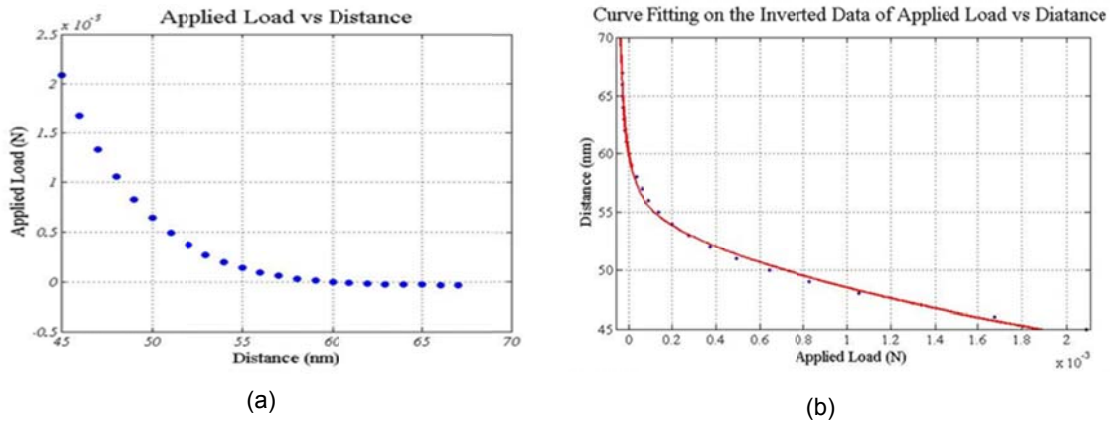 Applied Load vs Distance
x 10⁻³
2.5
2
1.5
1
0.5
0
-0.5
45 50 55 60 65 70
Applied Load (N)
Distance (nm)
(a)
Curve Fitting on the Inverted Data of Applied Load vs Diatance
70
65
60
55
50
45
0 0.2 0.4 0.6 0.8 1 1.2 1.4 1.6 1.8 2
x 10⁻³
Distance (nm)
Applied Load (N)
(b)